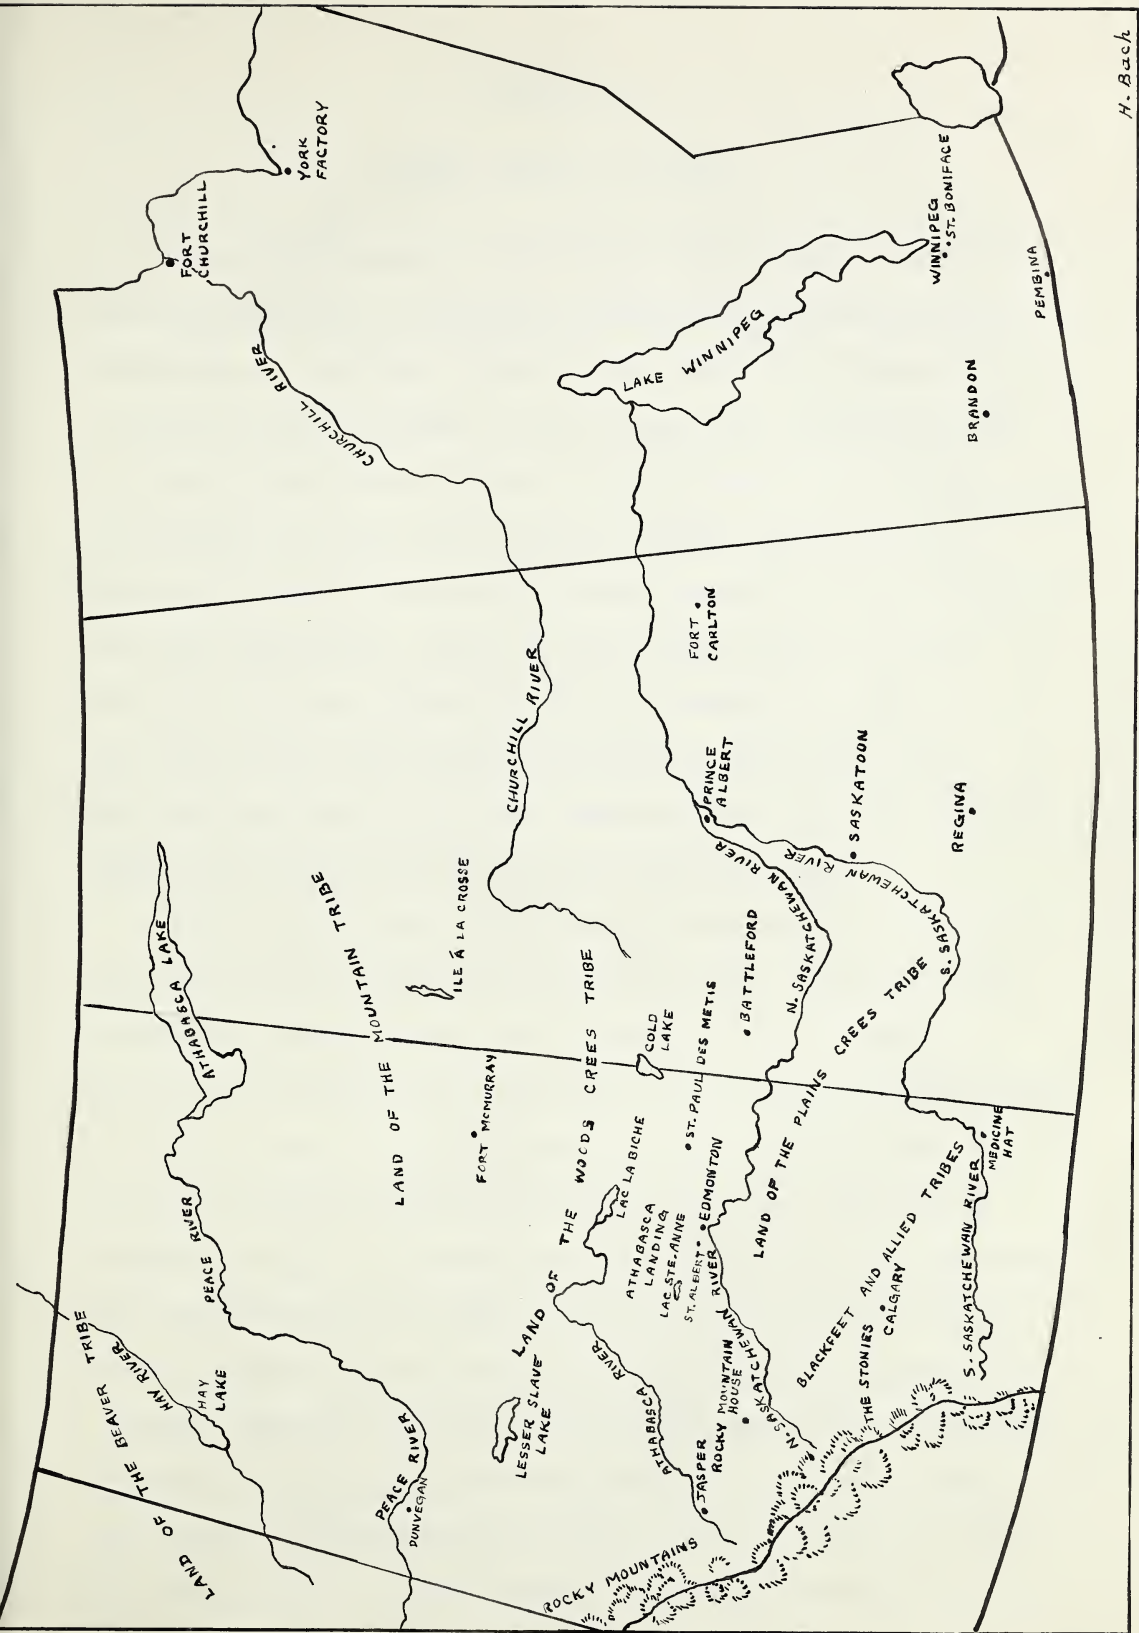 H. Bach
YORK
FACTORY
FORT
CHURCHILL
CHURCHILL RIVER
LAKE WINNIPEG
WINNIPEG
ST. BONIFACE
PEMBINA
BRANDON
FORT
CARLTON
CHURCHILL RIVER
PRINCE
ALBERT
SASKATOON
REGINA
N. SASKATCHEWAN RIVER
S. SASKATCHEWAN RIVER
BATTLEFORD
ILE Á LA CROSSE
ATHABASCA LAKE
LAND OF THE MOUNTAIN TRIBE
FORT MCMURRAY
COLD
LAKE
ST. PAUL DES METIS
LAND OF THE WOODS CREES TRIBE
LAND OF THE PLAINS CREES TRIBE
LAC LA BICHE
ATHABASCA
LANDING
LAC STE-ANNE
ST. ALBERT
EDMONTON
BLACKFEET AND ALLIED TRIBES
MEDICINE
HAT
S. SASKATCHEWAN RIVER
CALGARY
THE STONIES
PEACE RIVER
LAND OF THE BEAVER TRIBE
HAY RIVER
HAY
LAKE
PEACE RIVER
DUNVEGAN
LESSER SLAVE
LAKE
ATHABASCA RIVER
JASPER
ROCKY MOUNTAIN
HOUSE
N. SASKATCHEWAN RIVER
ROCKY MOUNTAINS